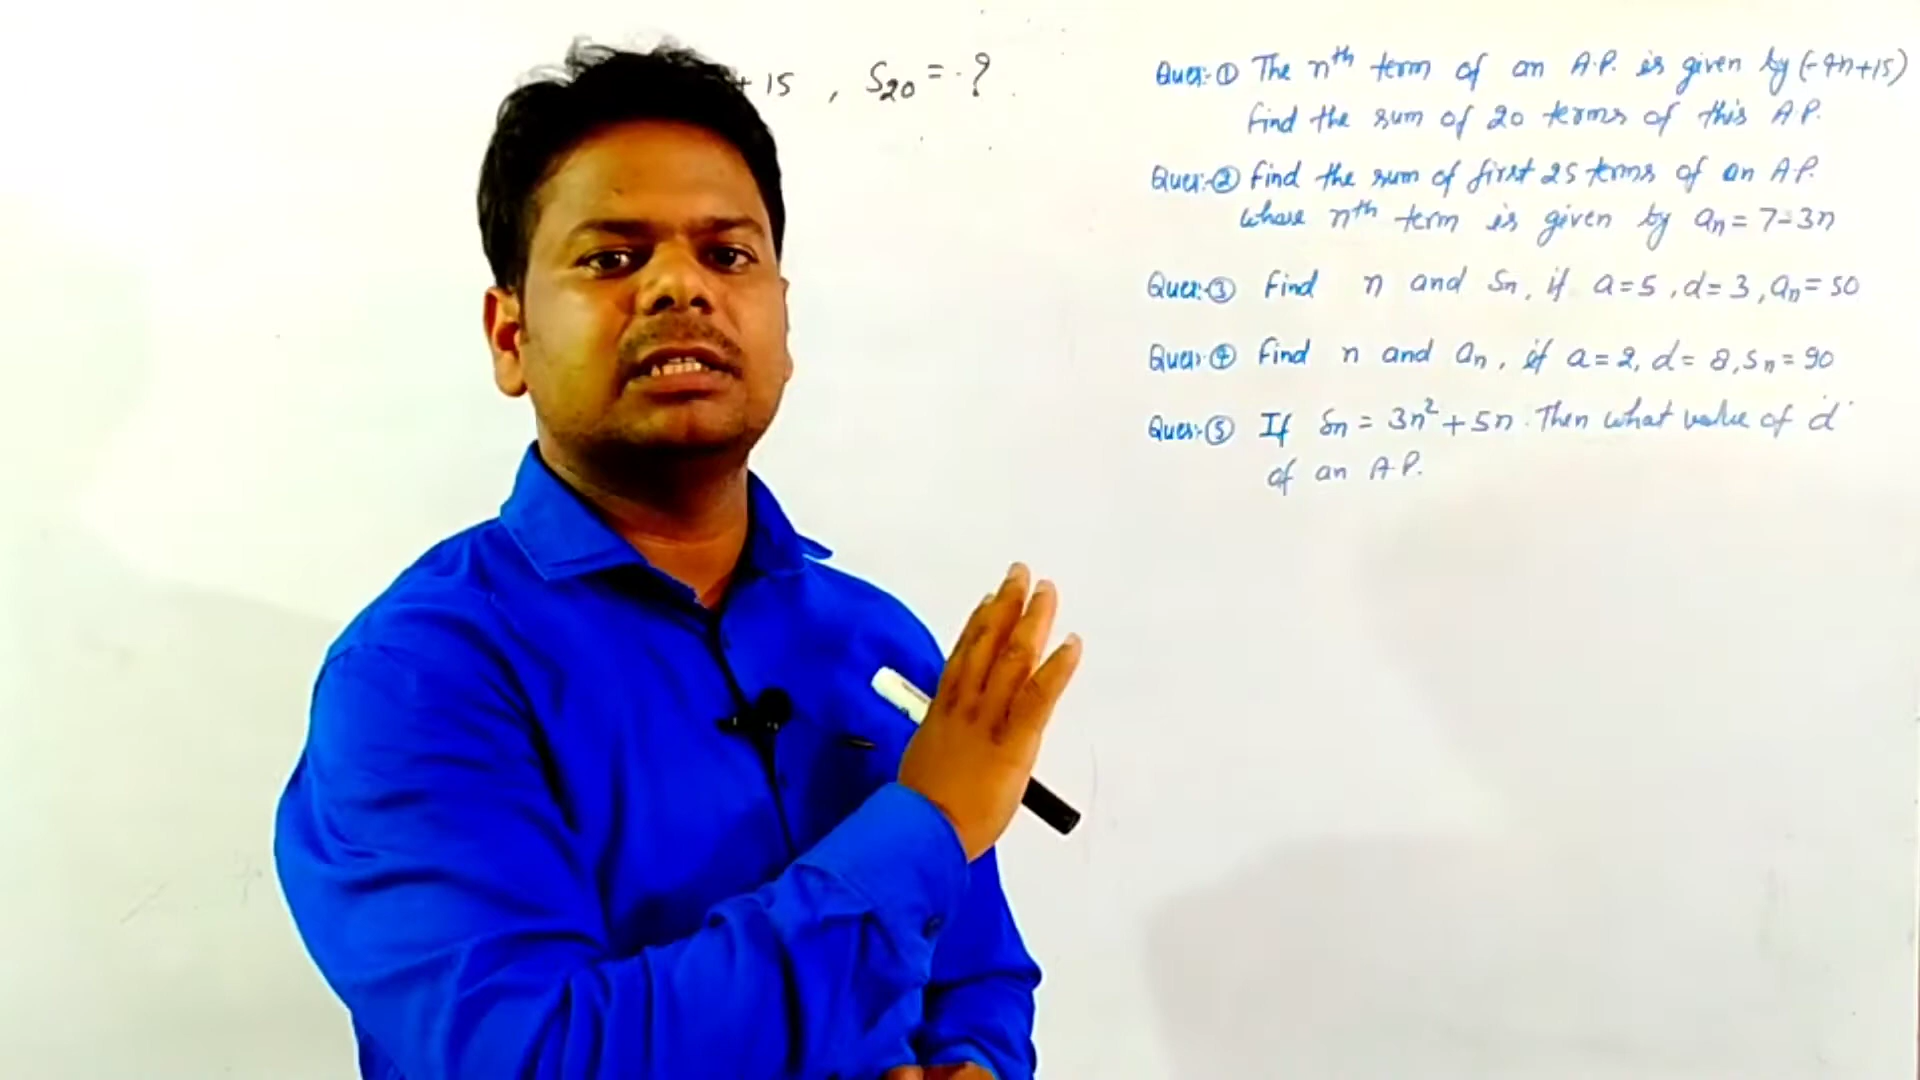 + 15 , S20 = ?
Ques:-① The nth term of an A.P. is given by (-4n+15)
find the sum of 20 terms of this A.P.
Ques:-② Find the sum of first 25 terms of an A.P.
whose nth term is given by an = 7-3n
Ques:-③ Find n and Sn, if a=5, d=3, an=50
Ques:④ Find n and an, if a=2, d=8, Sn=90
Ques:-⑤ If Sn = 3n²+5n. Then what value of 'd'
of an A.P.